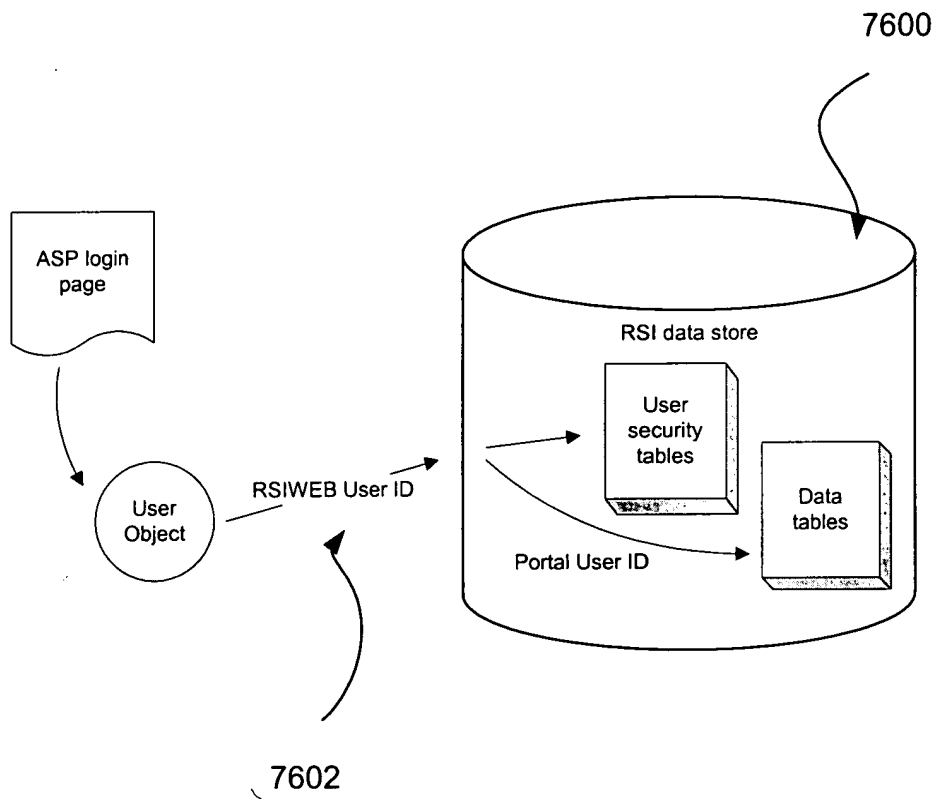 7600
ASP login
page
RSI data store
User
security
tables
RSIWEB User ID
User
Object
Data
tables
Portal User ID
7602